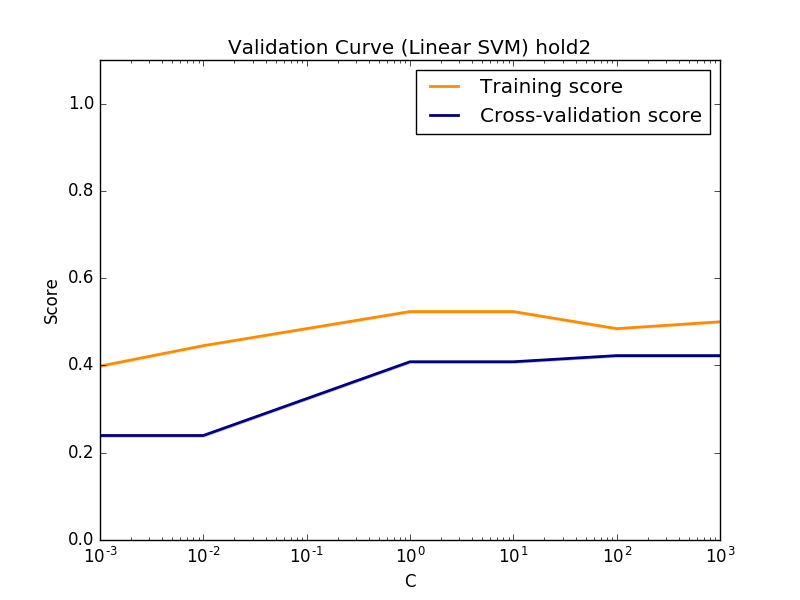 Validation Curve (Linear SVM) hold2
Training score
Cross-validation score
1.0
0.8
0.6
0.4
0.2
0.0
Score
10⁻³ 10⁻² 10⁻¹ 10⁰ 10¹ 10² 10³
C